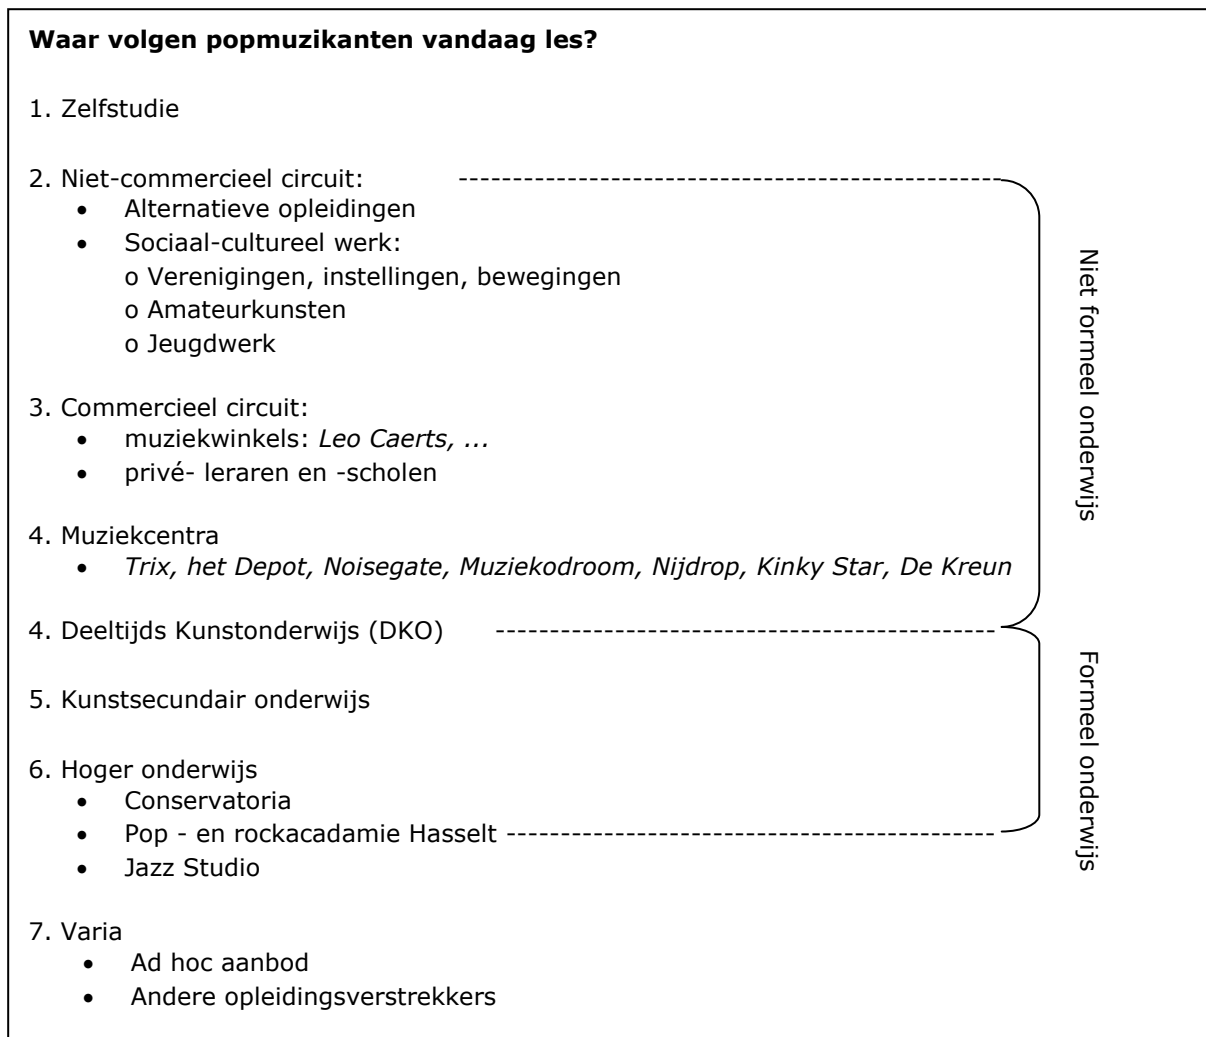 Waar volgen popmuzikanten vandaag les?
1. Zelfstudie
2. Niet-commercieel circuit:
• Alternatieve opleidingen
• Sociaal-cultureel werk:
o Verenigingen, instellingen, bewegingen
o Amateurkunsten
o Jeugdwerk
3. Commercieel circuit:
• muziekwinkels: Leo Caerts, ...
• privé- leraren en -scholen
4. Muziekcentra
• Trix, het Depot, Noisegate, Muziekodroom, Nijdrop, Kinky Star, De Kreun
4. Deeltijds Kunstonderwijs (DKO)
5. Kunstsecundair onderwijs
6. Hoger onderwijs
• Conservatoria
• Pop - en rockacadamie Hasselt
• Jazz Studio
7. Varia
• Ad hoc aanbod
• Andere opleidingsverstrekkers
Niet formeel onderwijs
Formeel onderwijs